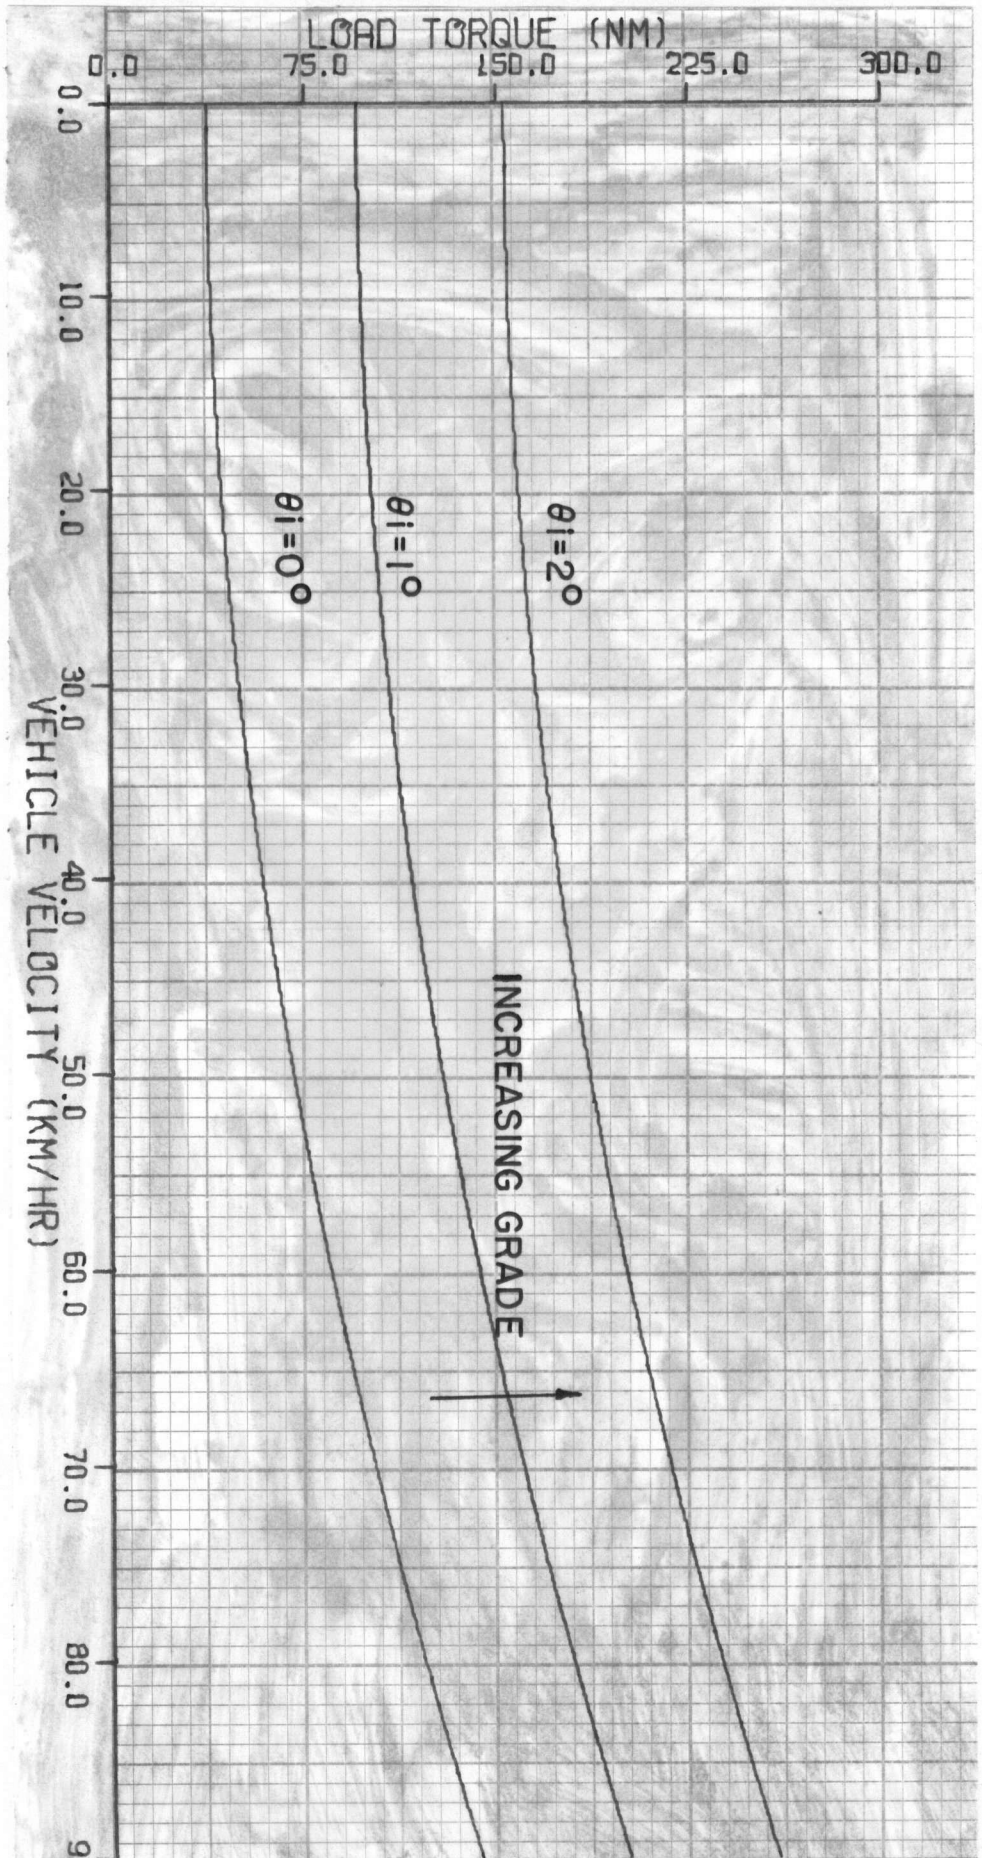 LOAD TORQUE (NM)
0.0 75.0 150.0 225.0 300.0
0.0 10.0 20.0 30.0 40.0 50.0 60.0 70.0 80.0 9
VEHICLE VELOCITY (KM/HR)
θi=2°
θi=1°
θi=0°
INCREASING GRADE